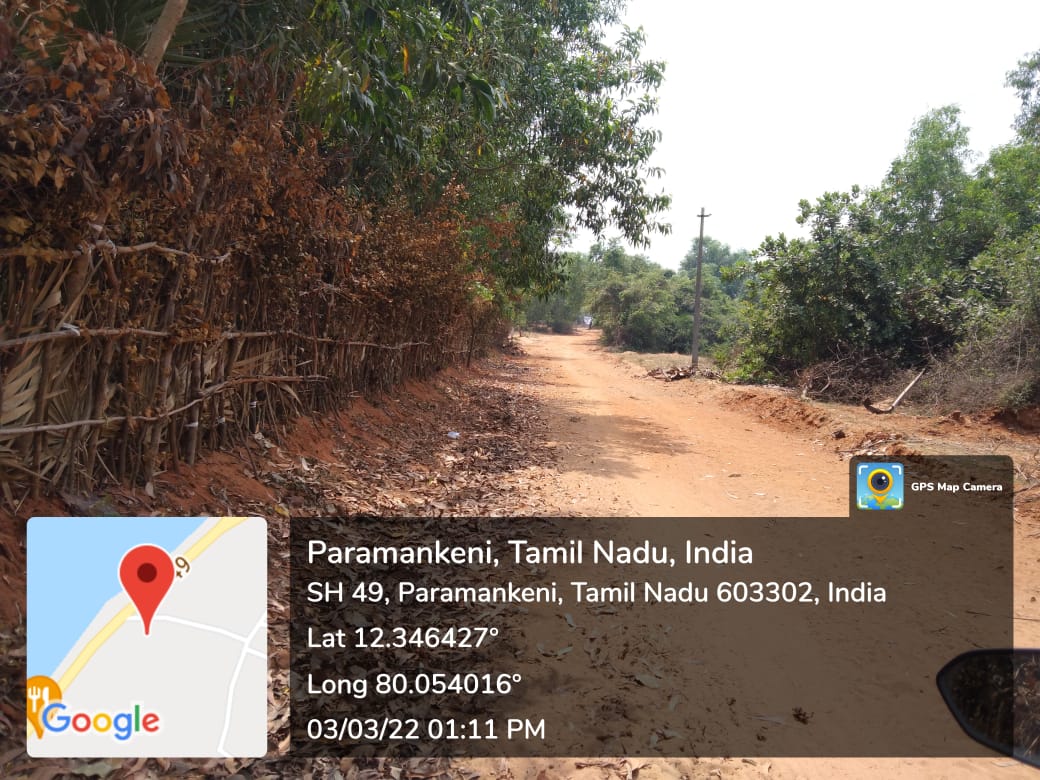 GPS Map Camera
Paramankeni, Tamil Nadu, India
SH 49, Paramankeni, Tamil Nadu 603302, India
Lat 12.346427°
Long 80.054016°
03/03/22 01:11 PM
49
Google